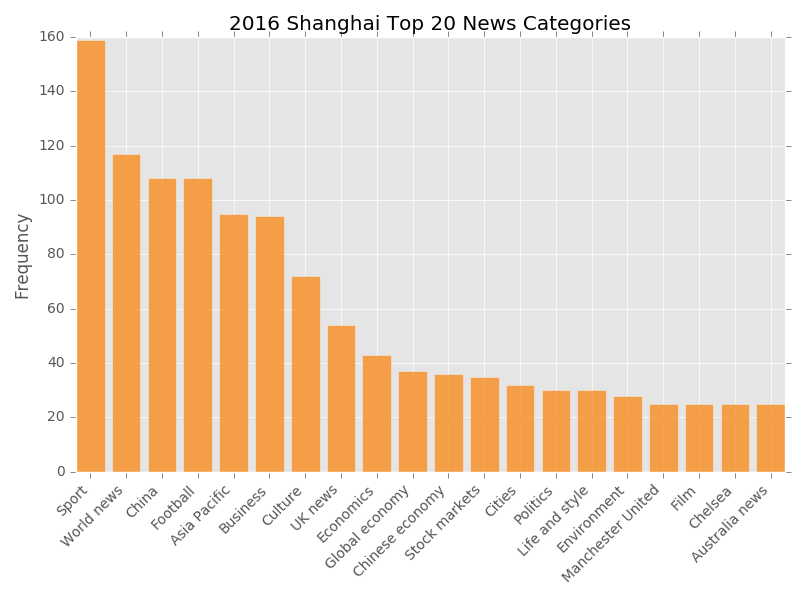 2016 Shanghai Top 20 News Categories
160
140
120
100
80
60
40
20
0
Frequency
Sport
World news
China
Football
Asia Pacific
Business
Culture
UK news
Economics
Global economy
Chinese economy
Stock markets
Cities
Politics
Life and style
Environment
Manchester United
Film
Chelsea
Australia news